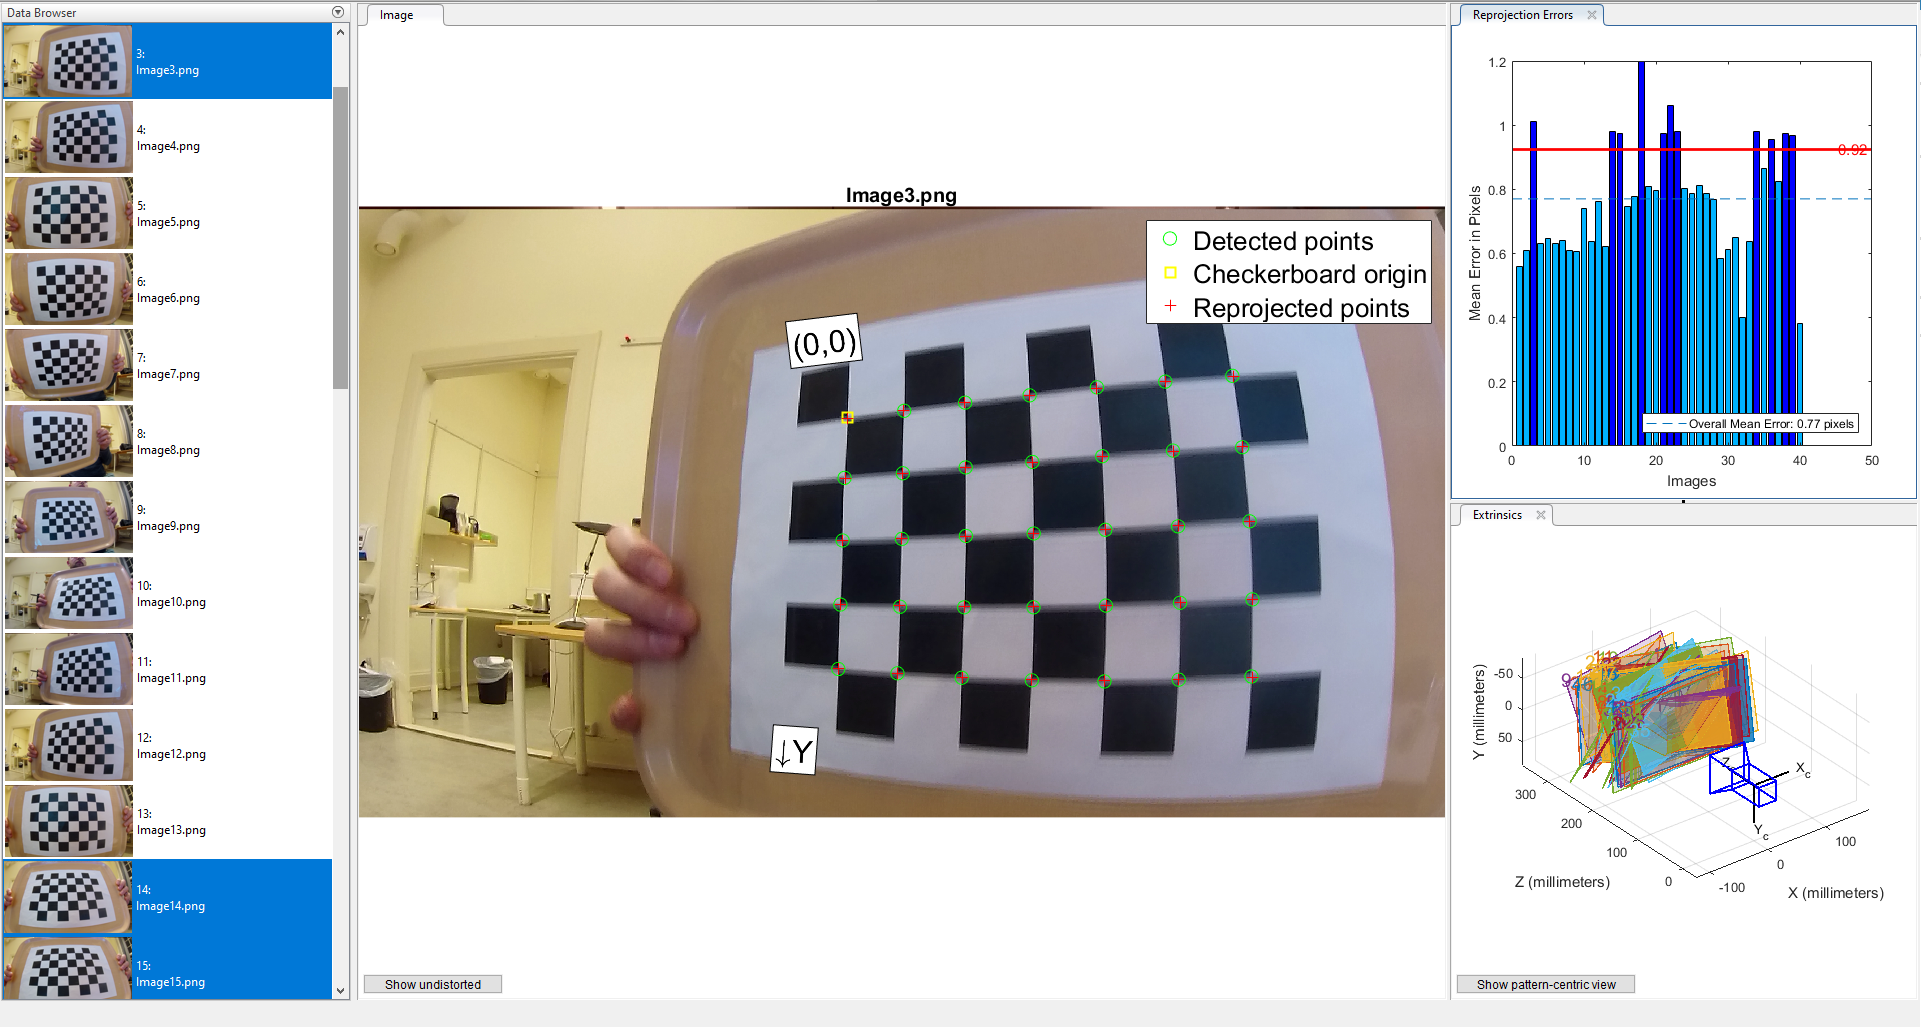 Data Browser
3:
Image3.png
4:
Image4.png
5:
Image5.png
6:
Image6.png
7:
Image7.png
8:
Image8.png
9:
Image9.png
10:
Image10.png
11:
Image11.png
12:
Image12.png
13:
Image13.png
14:
Image14.png
15:
Image15.png
Image
Image3.png
Detected points
Checkerboard origin
Reprojected points
(0,0)
↓Y
Show undistorted
Reprojection Errors
1.2
1
0.8
0.6
0.4
0.2
0
0.92
Mean Error in Pixels
Overall Mean Error: 0.77 pixels
0 10 20 30 40 50
Images
Extrinsics
-50
0
50
Y (millimeters)
300
200
100
0
Z (millimeters)
-100
0
100
X (millimeters)
Xc
Yc
Show pattern-centric view